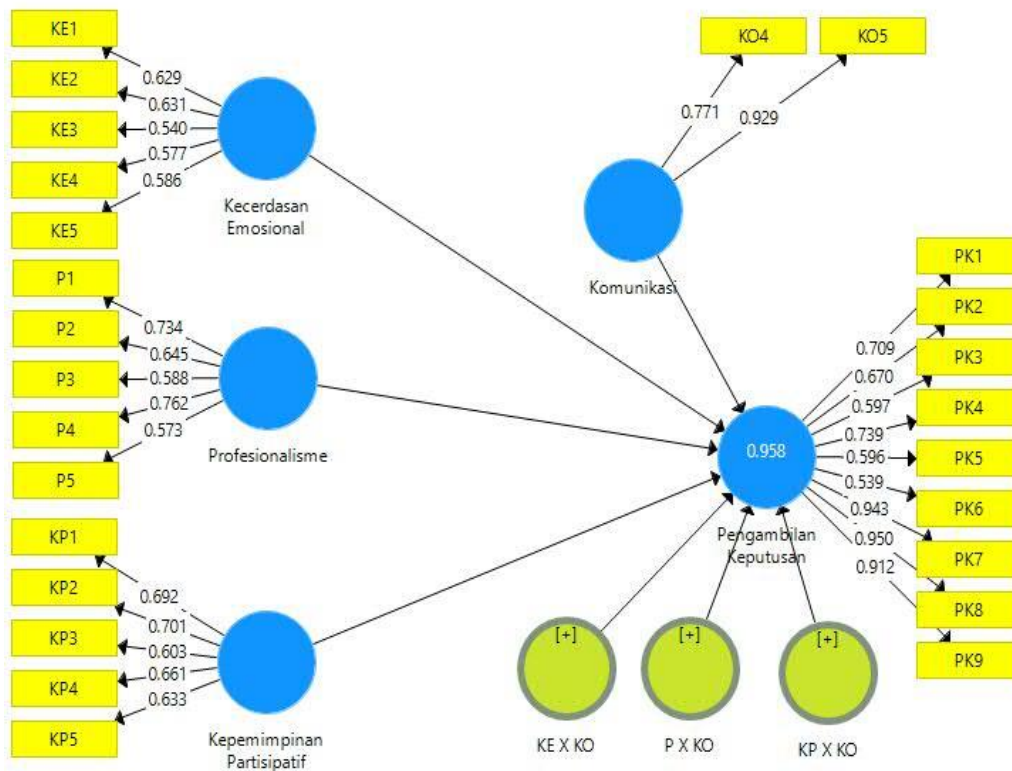 KE1
KE2
KE3
KE4
KE5
0.629
0.631
0.540
0.577
0.586
Kecerdasan
Emosional
P1
P2
P3
P4
P5
0.734
0.645
0.588
0.762
0.573
Profesionalisme
KP1
KP2
KP3
KP4
KP5
0.692
0.701
0.603
0.661
0.633
Kepemimpinan
Partisipatif
KO4
KO5
0.771
0.929
Komunikasi
0.958
Pengambilan
Keputusan
0.709
0.670
0.597
0.739
0.596
0.539
0.943
0.950
0.912
PK1
PK2
PK3
PK4
PK5
PK6
PK7
PK8
PK9
[+]
[+]
[+]
KE X KO
P X KO
KP X KO